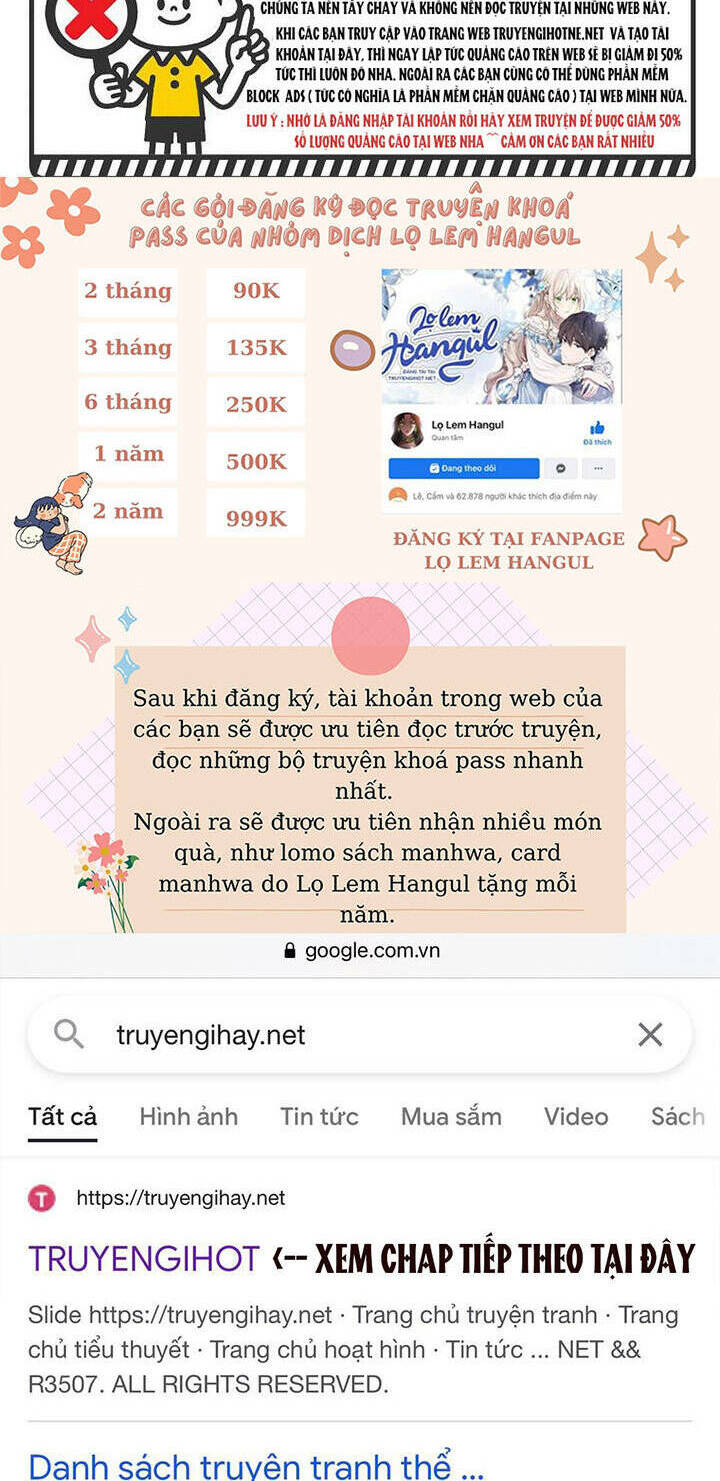 CHÚNG TA NÊN TẨY CHAY VÀ KHÔNG NÊN ĐỌC TRUYỆN TẠI NHỮNG WEB NÀY.
KHI CÁC BẠN TRUY CẬP VÀO TRANG WEB TRUYENGIHOTNE.NET VÀ TẠO TÀI
KHOẢN TẠI ĐÂY, THÌ NGAY LẬP TỨC QUẢNG CÁO TRÊN WEB SẼ BỊ GIẢM ĐI 50%
TỨC THÌ LUÔN ĐÓ NHA. NGOÀI RA CÁC BẠN CŨNG CÓ THỂ DÙNG PHẦN MỀM
BLOCK ADS ( TỨC CÓ NGHĨA LÀ PHẦN MỀM CHẶN QUẢNG CÁO ) TẠI WEB MÌNH NỮA.
LƯU Ý : NHỚ LÀ ĐĂNG NHẬP TÀI KHOẢN RỒI HÃY XEM TRUYỆN ĐỂ ĐƯỢC GIẢM 50%
SỐ LƯỢNG QUẢNG CÁO TẠI WEB NHA ^^ CẢM ƠN CÁC BẠN RẤT NHIỀU
CÁC GÓI ĐĂNG KÝ ĐỌC TRUYỆN KHOÁ
PASS CỦA NHÓM DỊCH LỌ LEM HANGUL
2 tháng 90K
3 tháng 135K
6 tháng 250K
1 năm 500K
2 năm 999K
Lọ lem
Hangul
ĐĂNG TẢI TẠI
TRUYENGIHOT.NET
Lọ Lem Hangul
Quan tâm
Đã thích
Đang theo dõi
Lê, Cẩm và 62.878 người khác thích địa điểm này
ĐĂNG KÝ TẠI FANPAGE
LỌ LEM HANGUL
Sau khi đăng ký, tài khoản trong web của
các bạn sẽ được ưu tiên đọc trước truyện,
đọc những bộ truyện khoá pass nhanh
nhất.
Ngoài ra sẽ được ưu tiên nhận nhiều món
quà, như lomo sách manhwa, card
manhwa do Lọ Lem Hangul tặng mỗi
năm.
google.com.vn
truyengihay.net
Tất cả Hình ảnh Tin tức Mua sắm Video Sách
T https://truyengihay.net
TRUYENGIHOT <-- XEM CHAP TIẾP THEO TẠI ĐÂY
Slide https://truyengihay.net · Trang chủ truyện tranh · Trang
chủ tiểu thuyết · Trang chủ hoạt hình · Tin tức ... NET &&
R3507. ALL RIGHTS RESERVED.
Danh sách truyện tranh thể ...